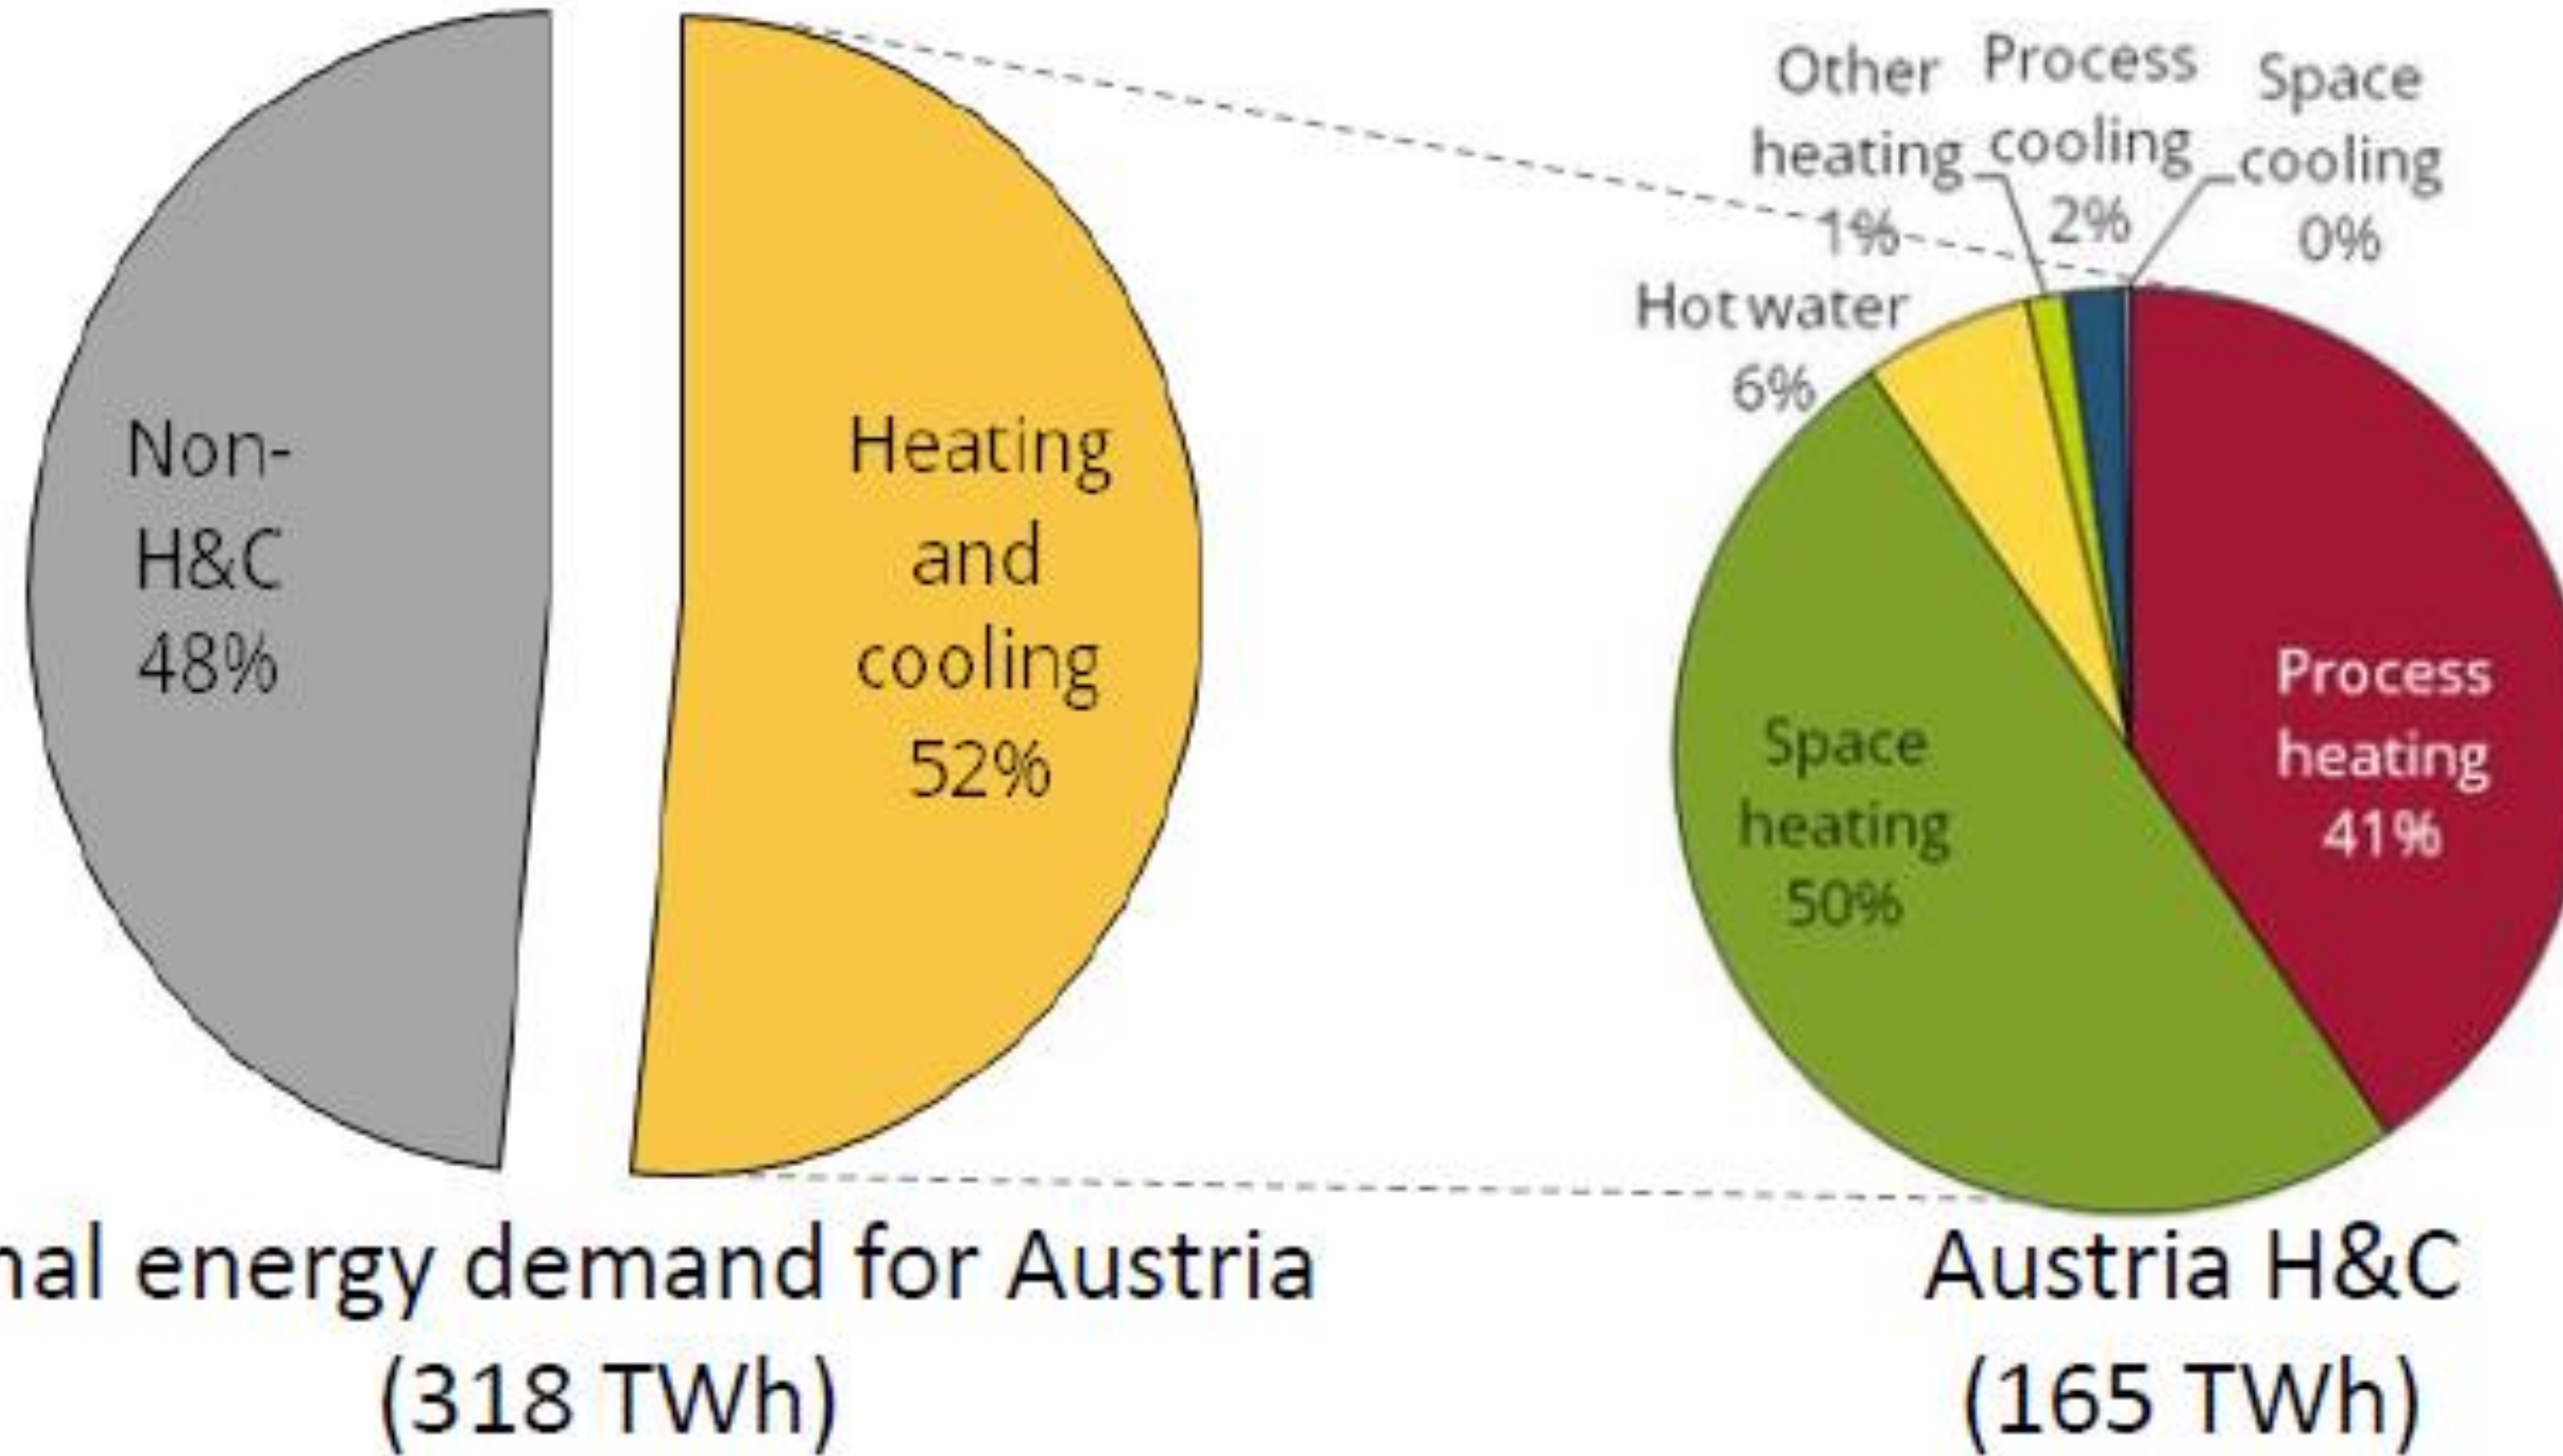 Non-
H&C
48%
Heating
and
cooling
52%
Other
heating
1%
Process
cooling
2%
Space
cooling
0%
Hot water
6%
Space
heating
50%
Process
heating
41%
nal energy demand for Austria
(318 TWh)
Austria H&C
(165 TWh)